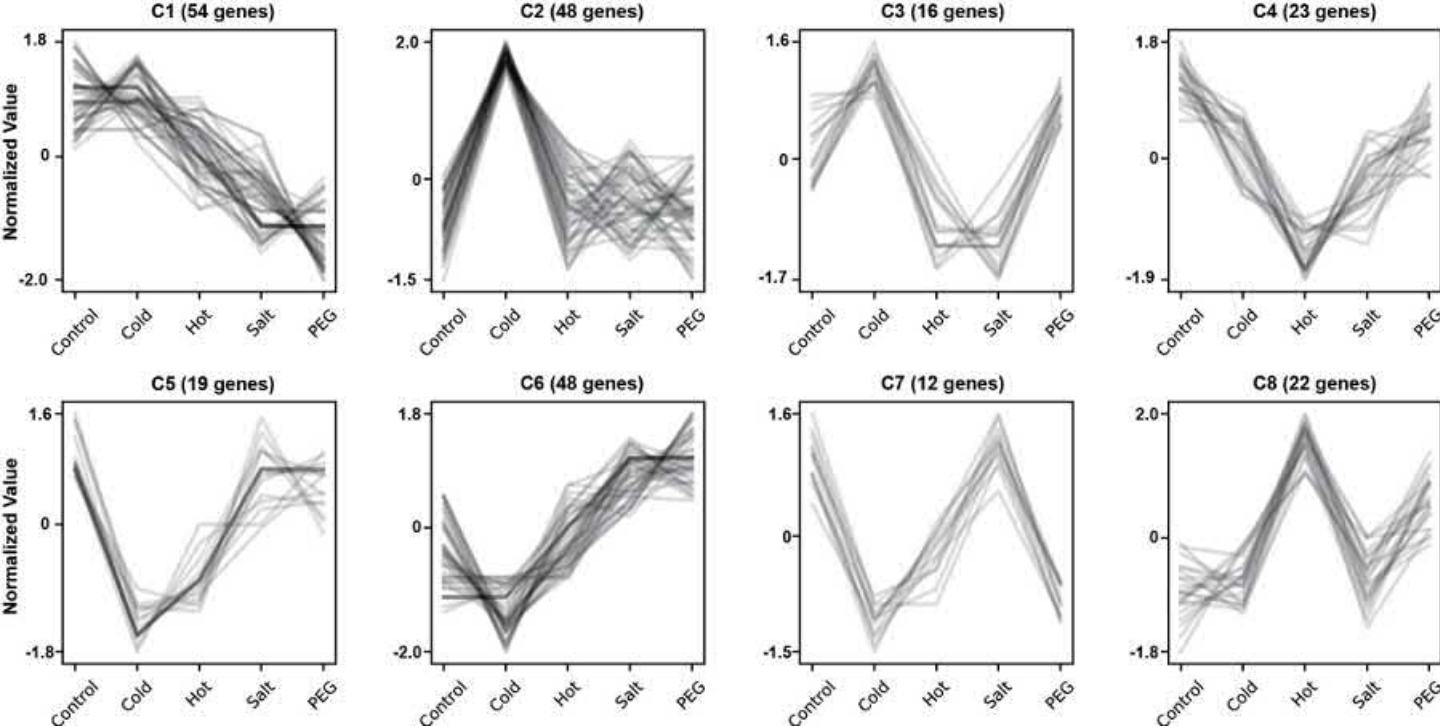 C1 (54 genes)
C2 (48 genes)
C3 (16 genes)
C4 (23 genes)
Normalized Value
1.8
0
-2.0
Control
Cold
Hot
Salt
PEG
2.0
0
-1.5
Control
Cold
Hot
Salt
PEG
1.6
0
-1.7
Control
Cold
Hot
Salt
PEG
1.8
0
-1.9
Control
Cold
Hot
Salt
PEG
C5 (19 genes)
C6 (48 genes)
C7 (12 genes)
C8 (22 genes)
Normalized Value
1.6
0
-1.8
Control
Cold
Hot
Salt
PEG
1.8
0
-2.0
Control
Cold
Hot
Salt
PEG
1.6
0
-1.5
Control
Cold
Hot
Salt
PEG
2.0
0
-1.8
Control
Cold
Hot
Salt
PEG